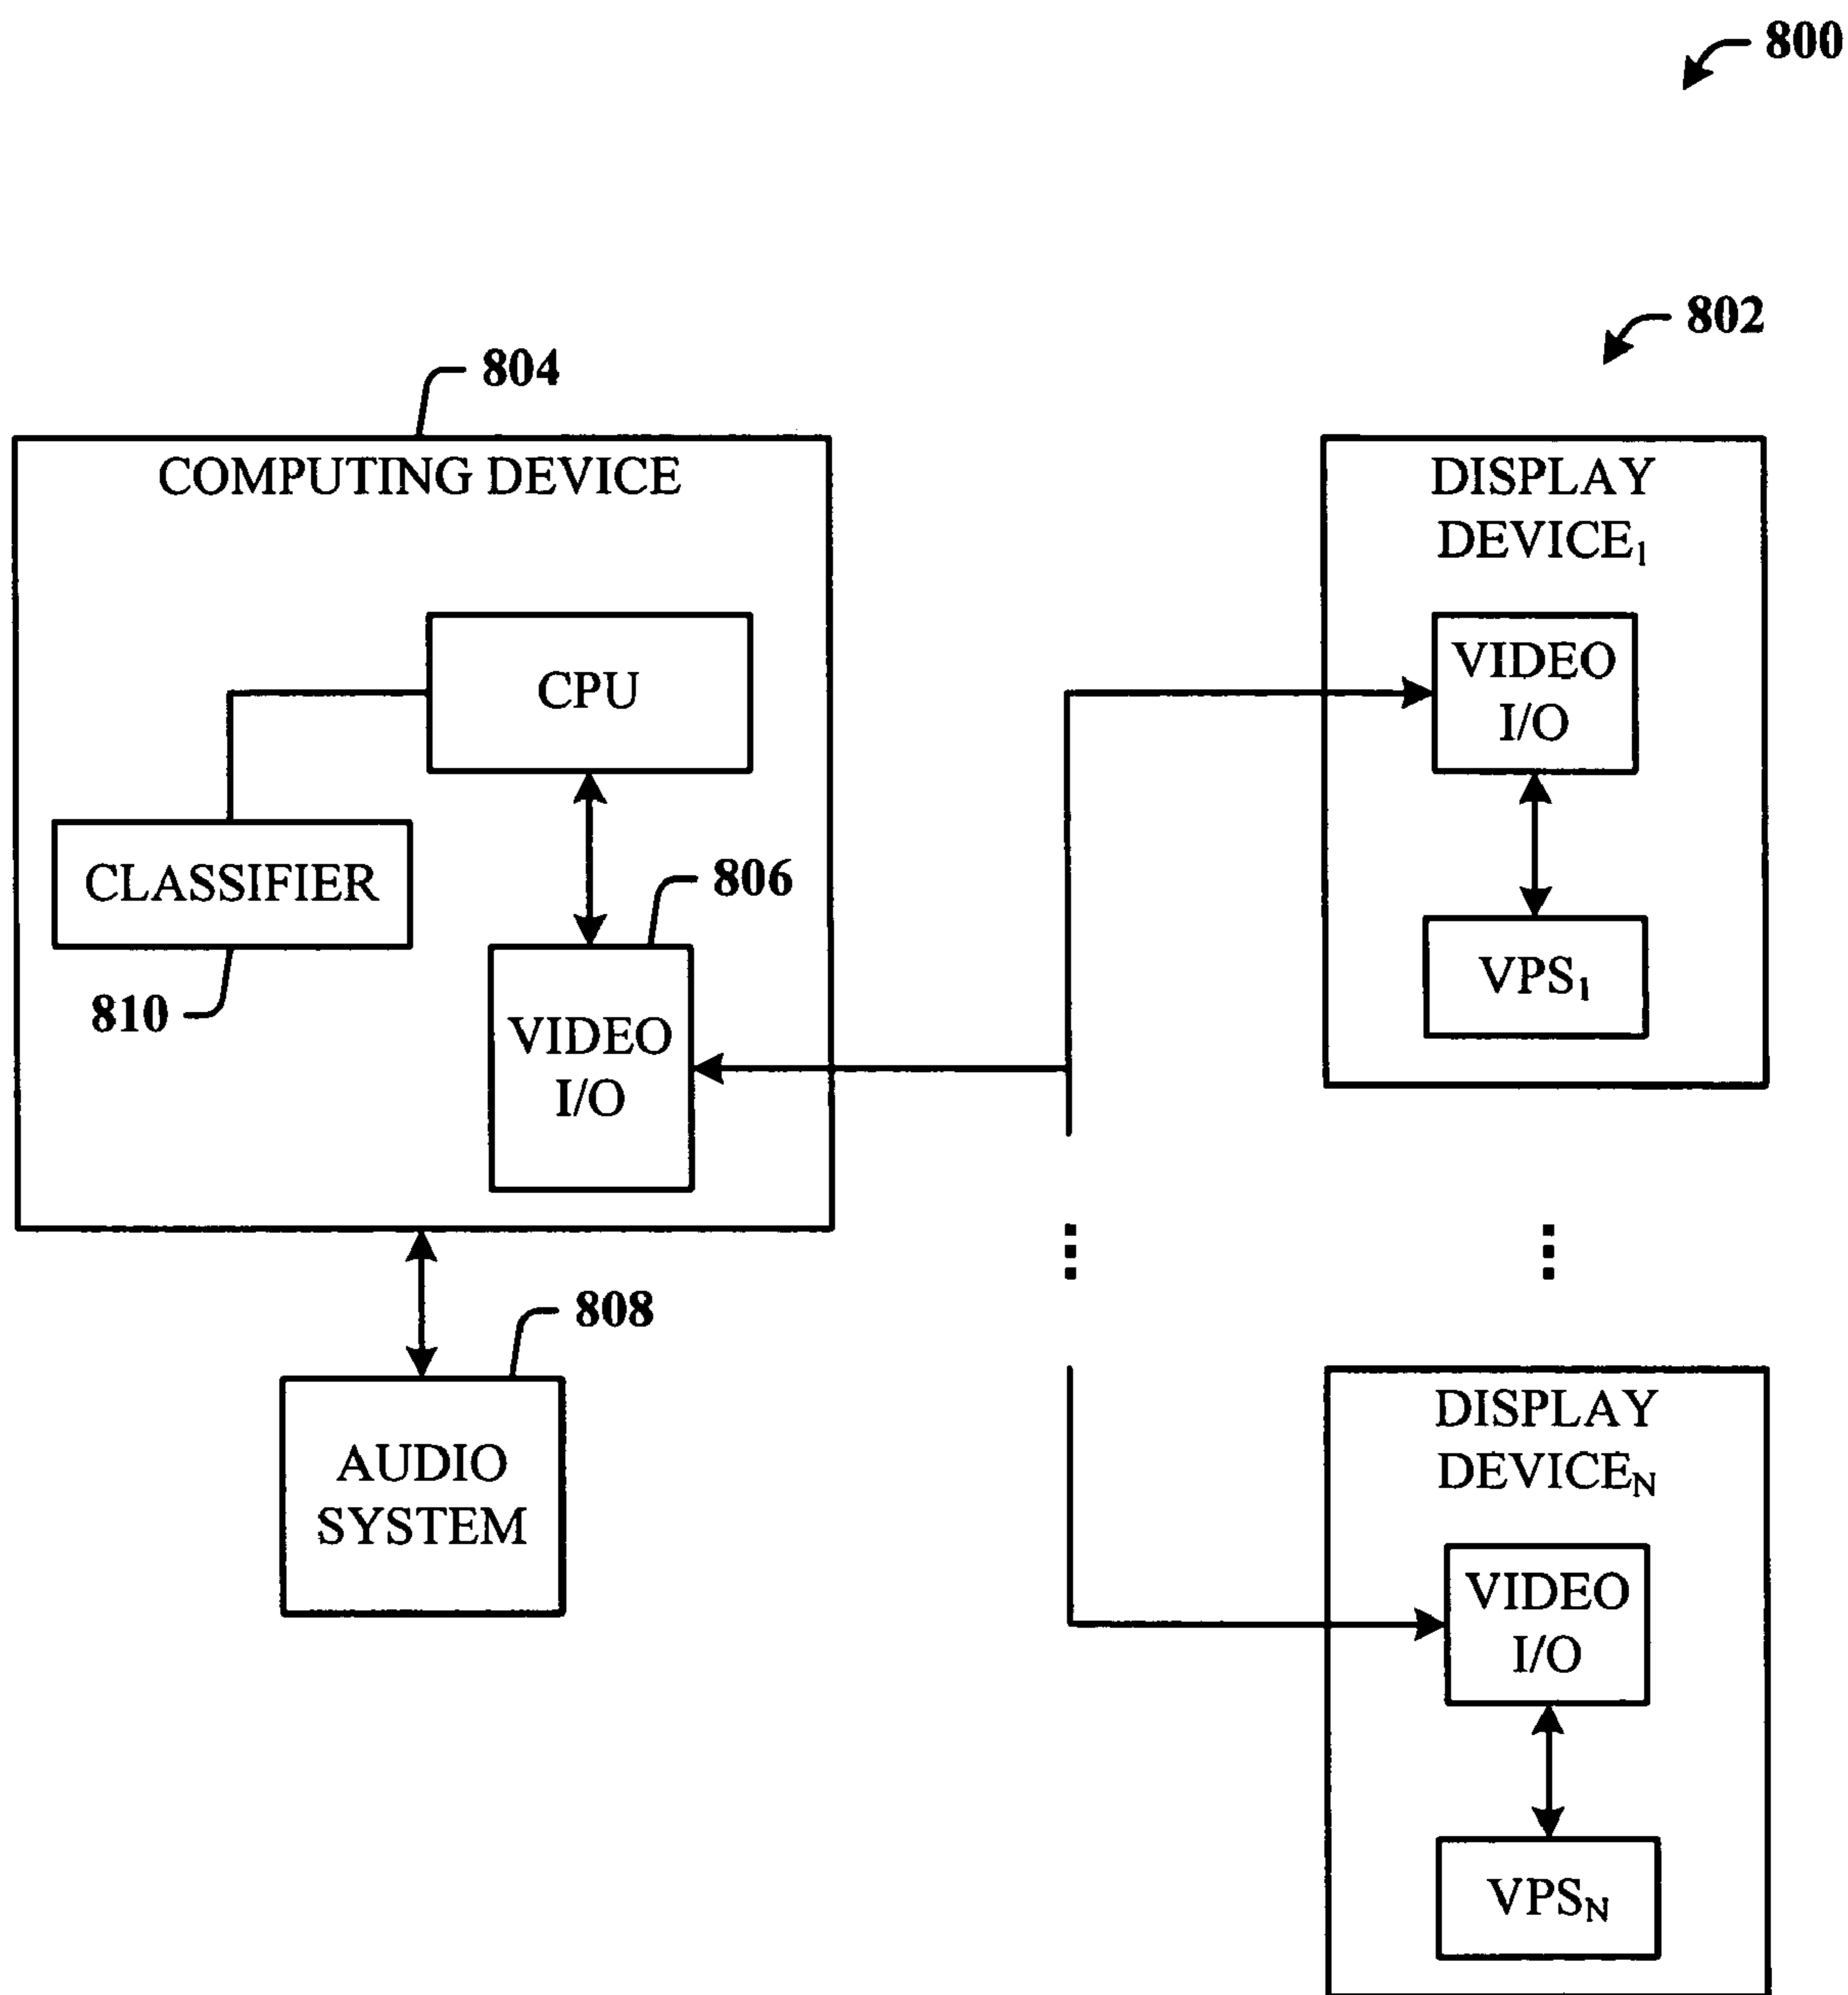 800
802
804
COMPUTING DEVICE
CPU
CLASSIFIER
810
806
VIDEO
I/O
808
AUDIO
SYSTEM
DISPLAY
DEVICE1
VIDEO
I/O
VPS1
DISPLAY
DEVICEN
VIDEO
I/O
VPSN